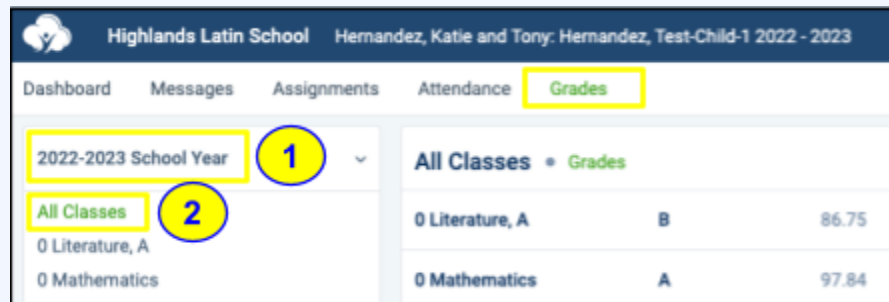 Highlands Latin School Hernandez, Katie and Tony: Hernandez, Test-Child-1 2022 - 2023
Dashboard Messages Assignments Attendance Grades
2022-2023 School Year 1
All Classes 2
0 Literature, A
0 Mathematics
All Classes • Grades
0 Literature, A B 86.75
0 Mathematics A 97.84